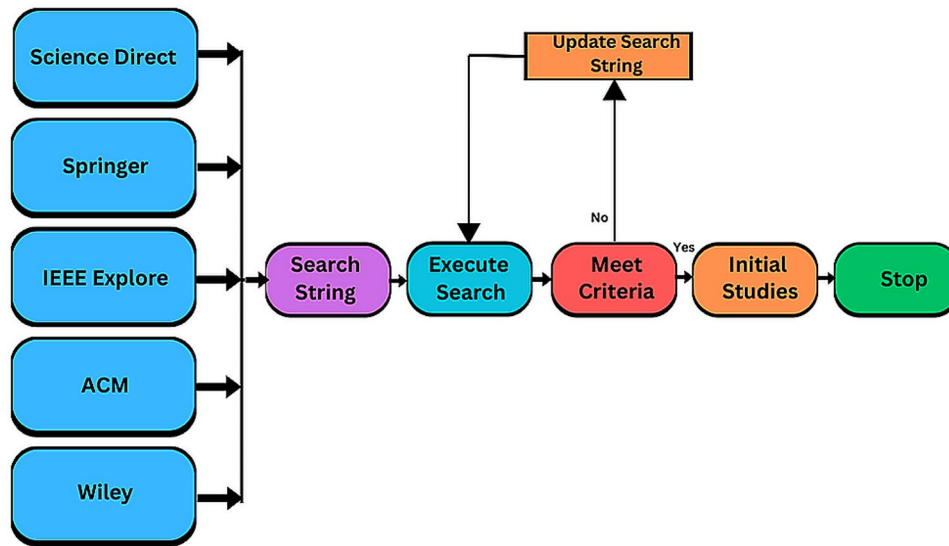 Science Direct
Springer
IEEE Explore
ACM
Wiley
Search
String
Execute
Search
Meet
Criteria
No
Update Search
String
Yes
Initial
Studies
Stop